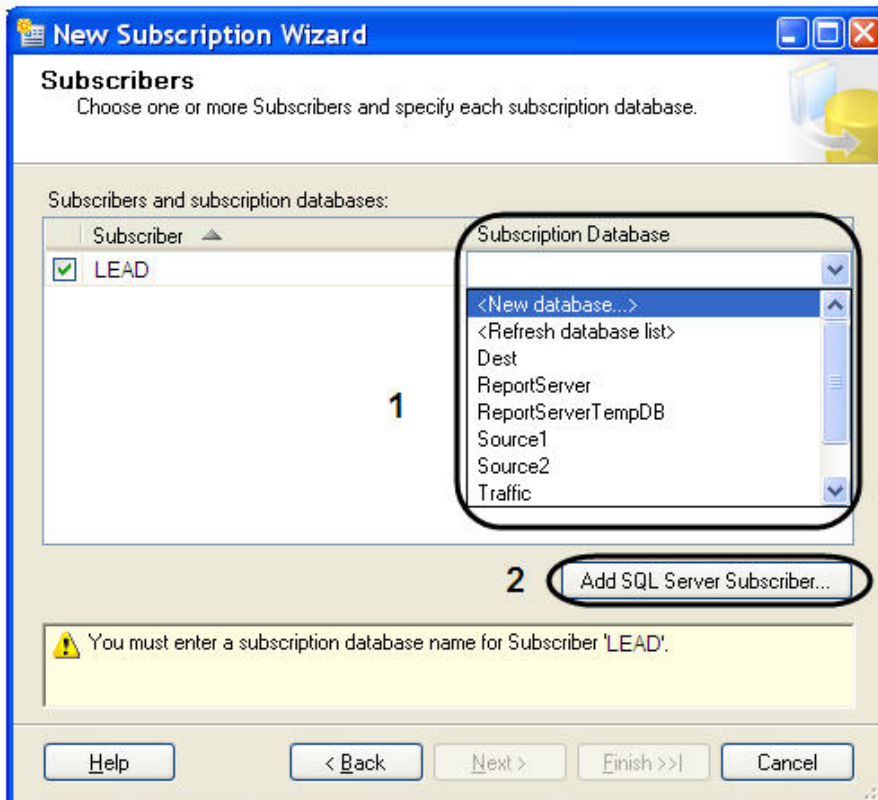 New Subscription Wizard
Subscribers
Choose one or more Subscribers and specify each subscription database.
Subscribers and subscription databases:
Subscriber Subscription Database
LEAD
<New database...>
<Refresh database list>
Dest
ReportServer
1
ReportServerTempDB
Source1
Source2
Traffic
2 Add SQL Server Subscriber...
You must enter a subscription database name for Subscriber 'LEAD'.
Help < Back Next > Finish >>| Cancel